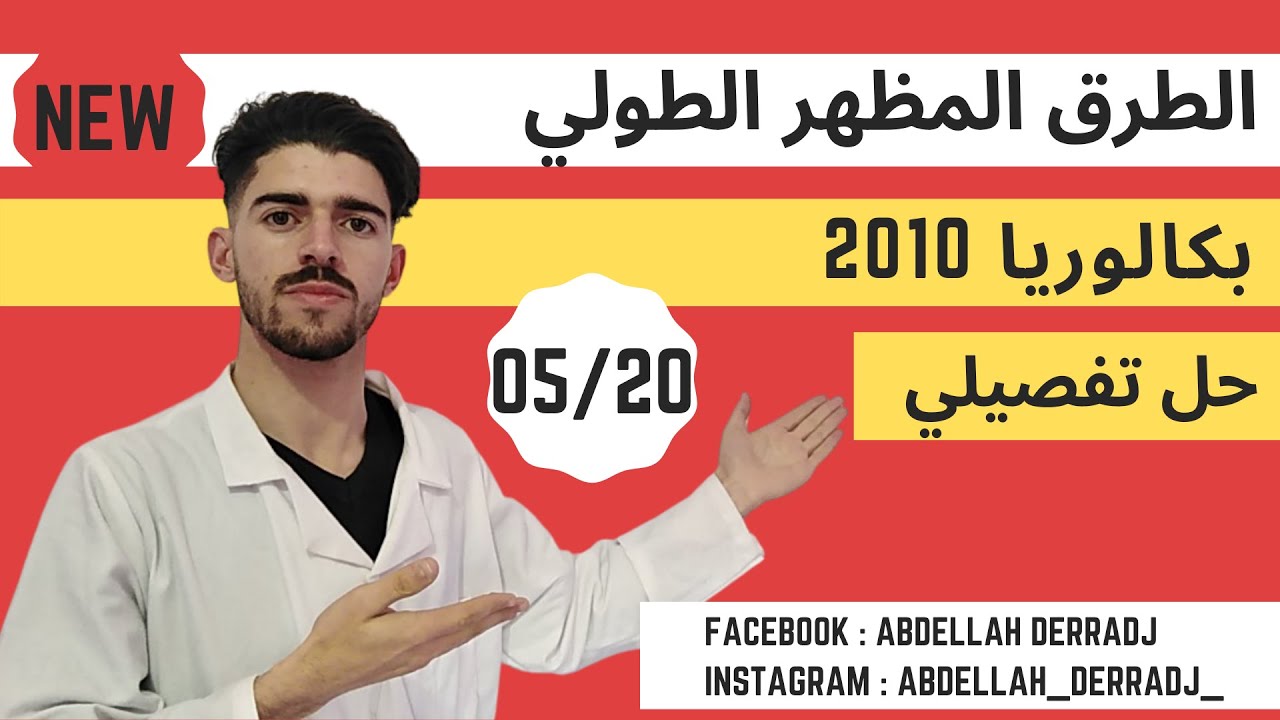 NEW
الطرق المظهر الطولي
بكالوريا 2010
05/20
حل تفصيلي
FACEBOOK : ABDELLAH DERRADJ
INSTAGRAM : ABDELLAH_DERRADJ_